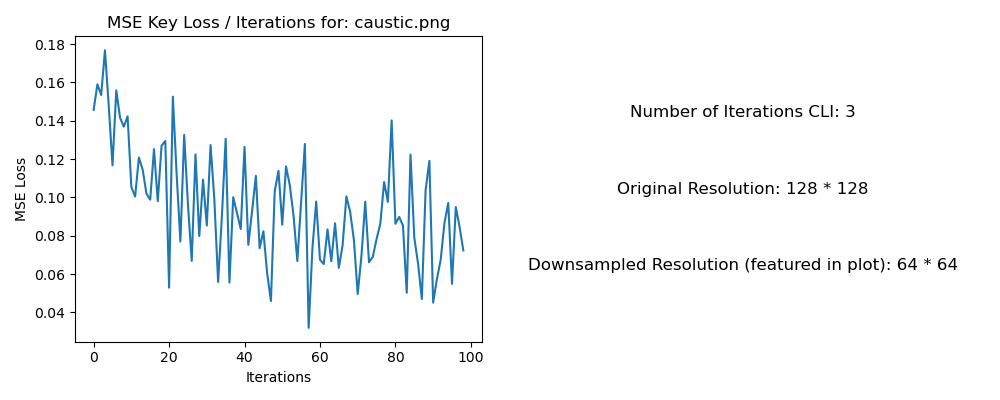 MSE Key Loss / Iterations for: caustic.png
0.18
0.16
0.14
0.12
0.10
0.08
0.06
0.04
MSE Loss
0 20 40 60 80 100
Iterations
Number of Iterations CLI: 3
Original Resolution: 128 * 128
Downsampled Resolution (featured in plot): 64 * 64